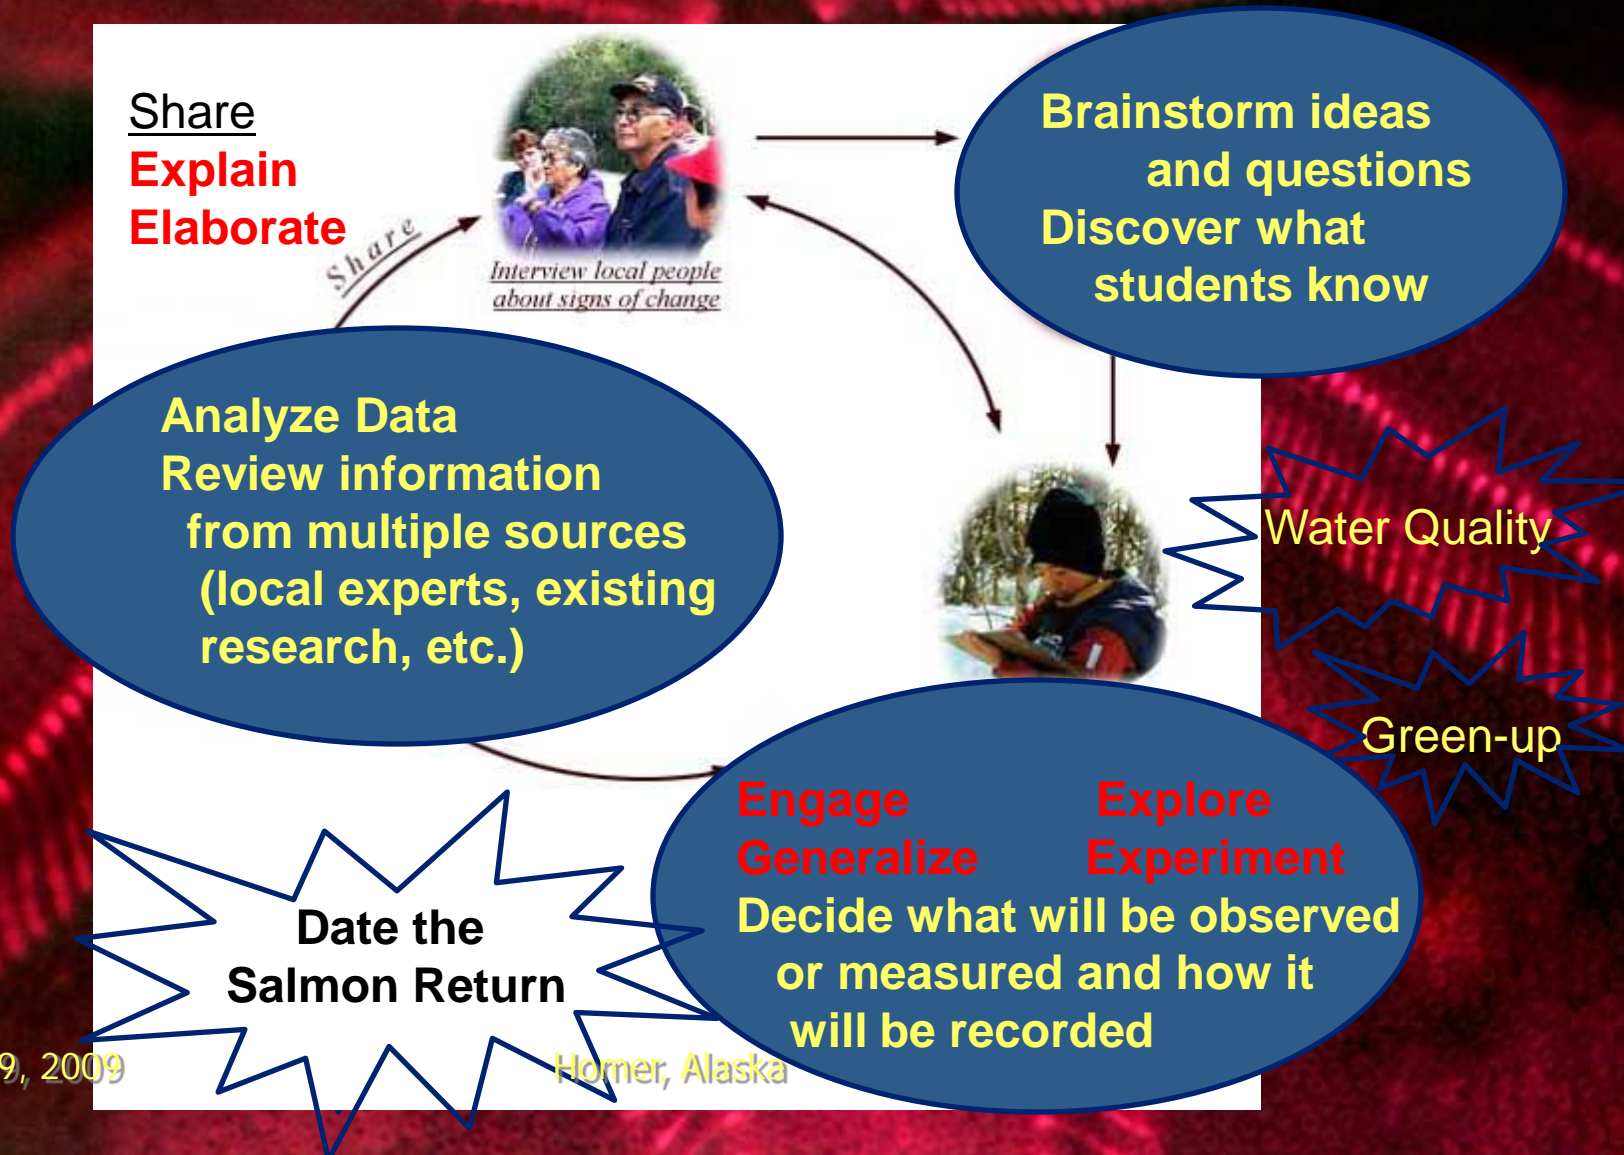 Share
Explain
Elaborate
Share
Interview local people
about signs of change
Brainstorm ideas
and questions
Discover what
students know
Analyze Data
Review information
from multiple sources
(local experts, existing
research, etc.)
Water Quality
Green-up
Engage Explore
Generalize Experiment
Decide what will be observed
or measured and how it
will be recorded
Date the
Salmon Return
9, 2009
Homer, Alaska